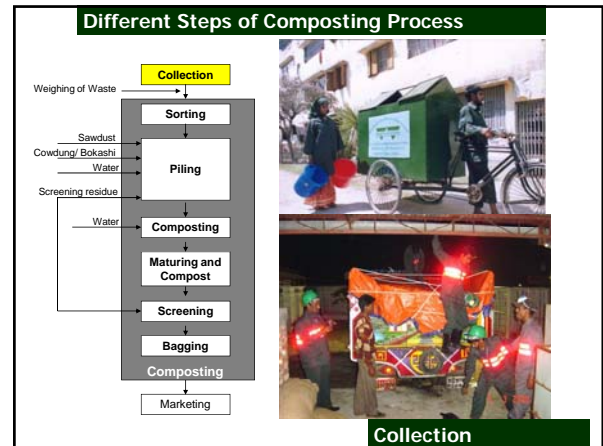 Different Steps of Composting Process
Collection
Weighing of Waste
Sorting
Sawdust
Cowdung/ Bokashi
Water
Screening residue
Piling
Water
Composting
Maturing and
Compost
Screening
Bagging
Composting
Marketing
Collection